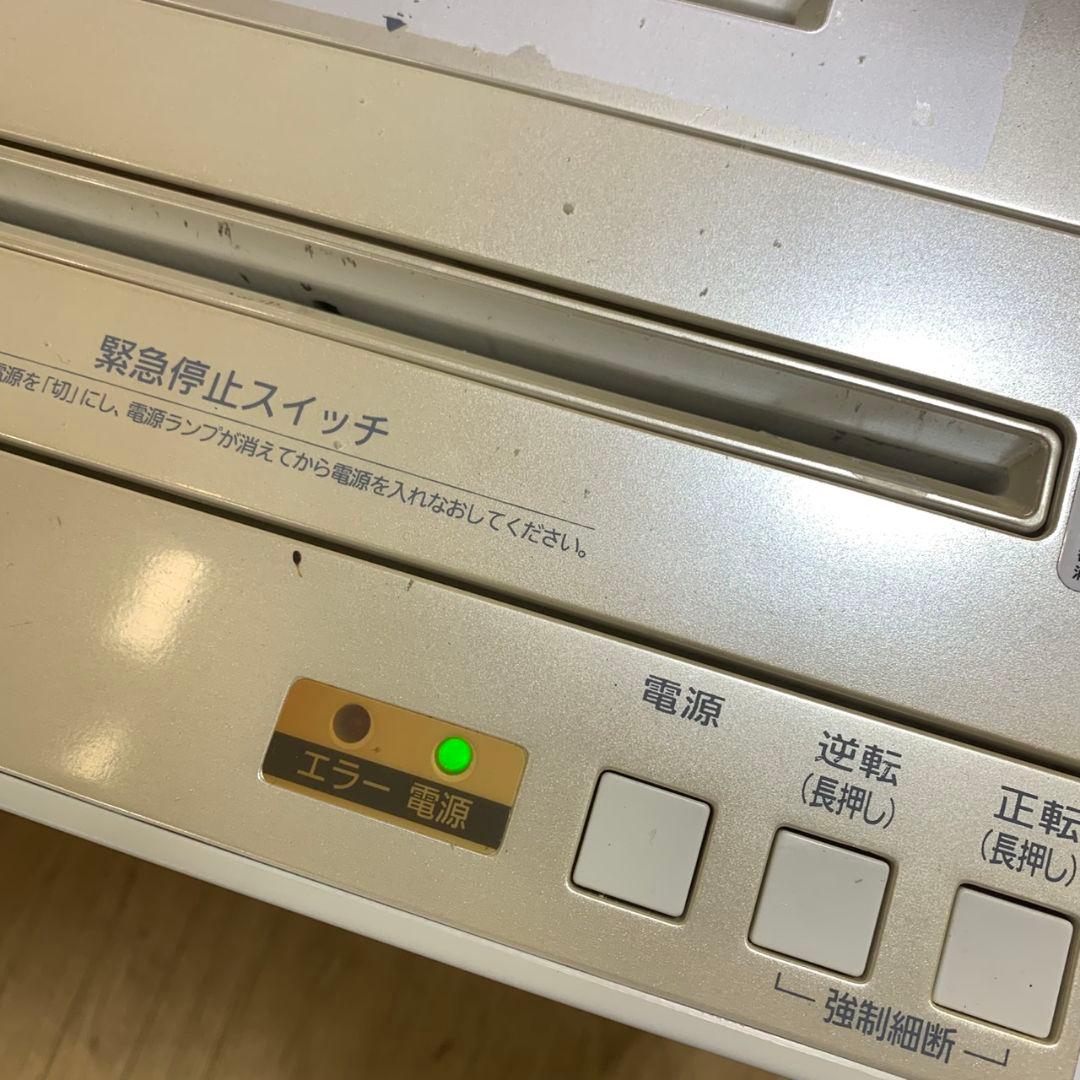 緊急停止スイッチ
電源を「切」にし、電源ランプが消えてから電源を入れなおしてください。
エラー 電源
電源
逆転
(長押し)
正転
(長押し)
強制細断